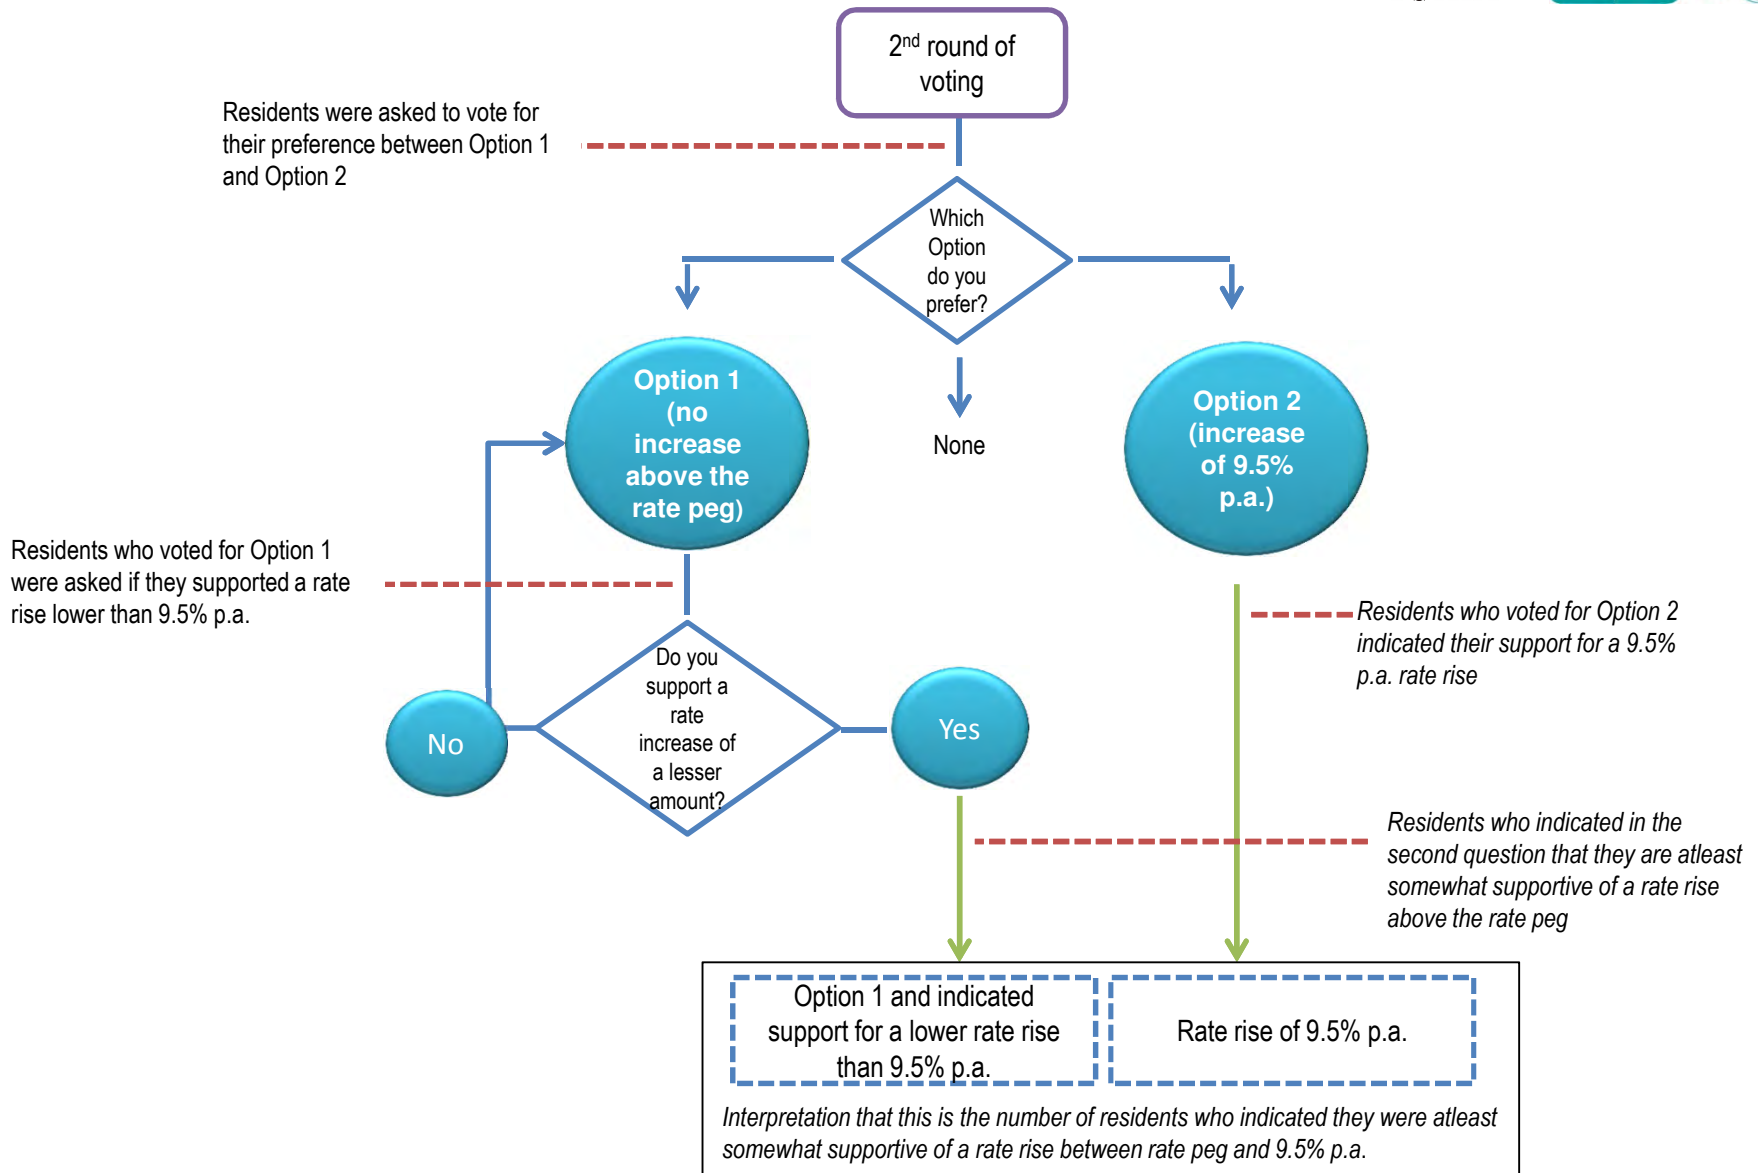 2nd round of
voting
Residents were asked to vote for
their preference between Option 1
and Option 2
Which
Option
do you
prefer?
Option 1
(no
increase
above the
rate peg)
None
Option 2
(increase
of 9.5%
p.a.)
Residents who voted for Option 1
were asked if they supported a rate
rise lower than 9.5% p.a.
Residents who voted for Option 2
indicated their support for a 9.5%
p.a. rate rise
Do you
support a
rate
increase of
a lesser
amount?
No
Yes
Residents who indicated in the
second question that they are atleast
somewhat supportive of a rate rise
above the rate peg
Option 1 and indicated
support for a lower rate rise
than 9.5% p.a.
Rate rise of 9.5% p.a.
Interpretation that this is the number of residents who indicated they were atleast
somewhat supportive of a rate rise between rate peg and 9.5% p.a.